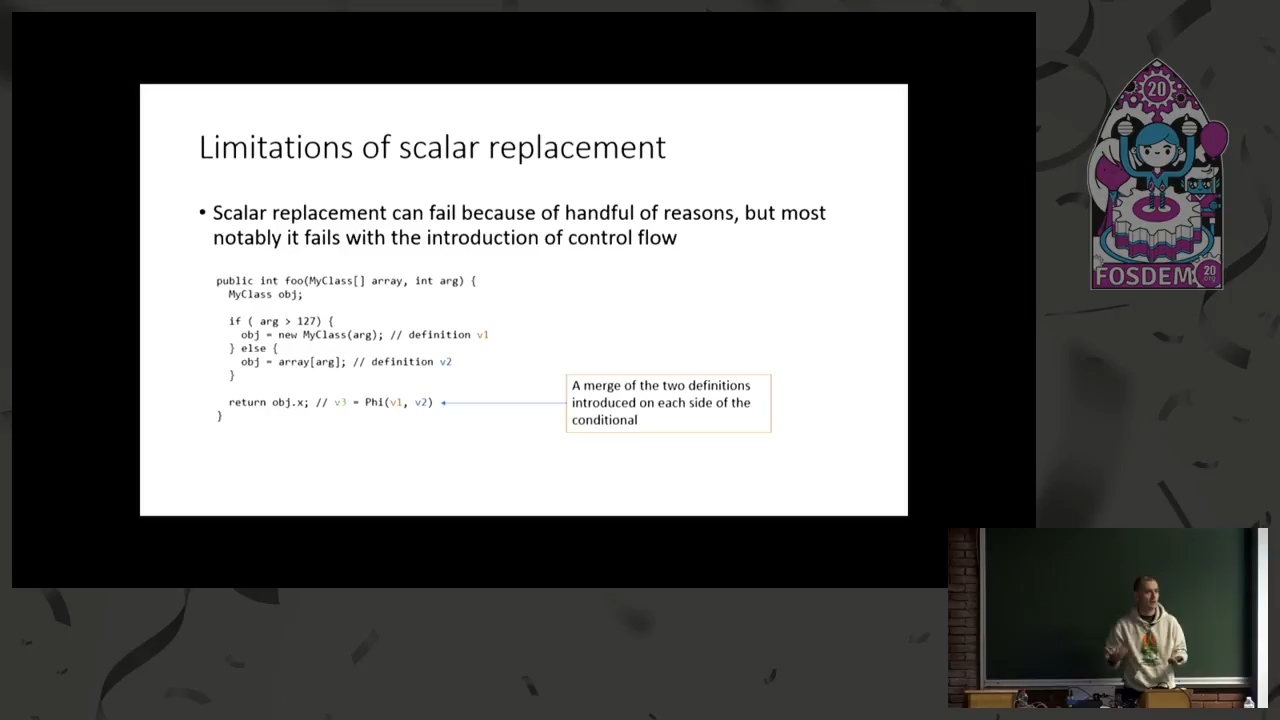 Limitations of scalar replacement
• Scalar replacement can fail because of handful of reasons, but most
notably it fails with the introduction of control flow
public int foo(MyClass[] array, int arg) {
MyClass obj;
if ( arg > 127) {
obj = new MyClass(arg); // definition v1
} else {
obj = array[arg]; // definition v2
}
return obj.x; // v3 = Phi(v1, v2)
}
A merge of the two definitions
introduced on each side of the
conditional
20
FOSDEM
20
.org